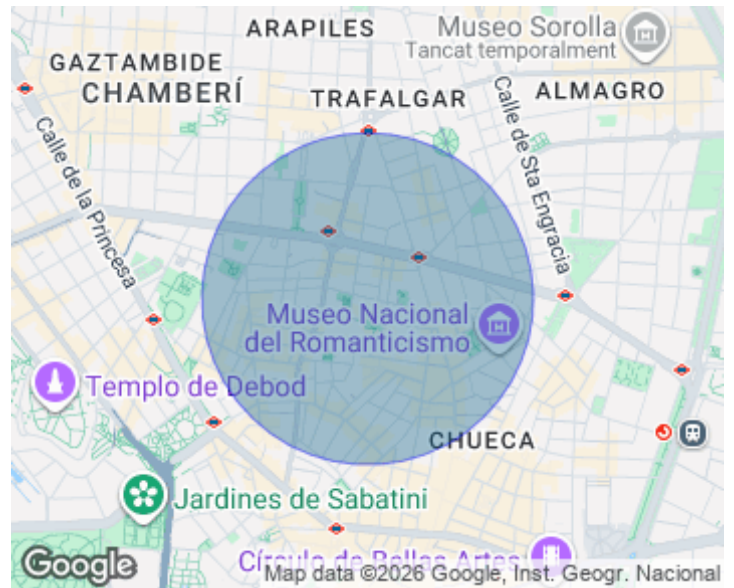 ARAPILES
Museo Sorolla
Tancat temporalment
GAZTAMBIDE
CHAMBERÍ
TRAFALGAR
ALMAGRO
Calle de la Princesa
Calle de Sta Engracia
Museo Nacional
del Romanticismo
Templo de Debod
CHUECA
Jardines de Sabatini
Círculo de Bellas Artes
Google
Map data ©2026 Google, Inst. Geogr. Nacional